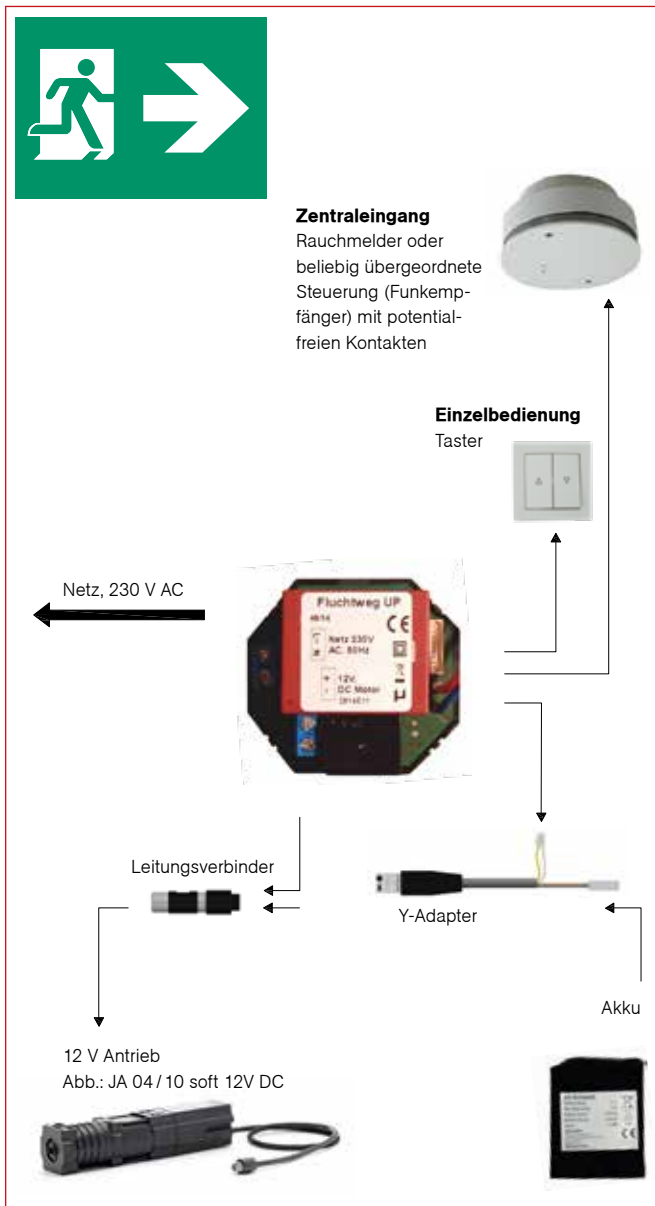 Zentraleingang
Rauchmelder oder
beliebig übergeordnete
Steuerung (Funkemp-
fänger) mit potential-
freien Kontakten
Einzelbedienung
Taster
Netz, 230 V AC
Fluchtweg UP
Netz 230V
AC, 50Hz
CE
+ 12V
- DC Motor
Leitungsverbinder
Y-Adapter
Akku
12 V Antrieb
Abb.: JA 04 / 10 soft 12V DC